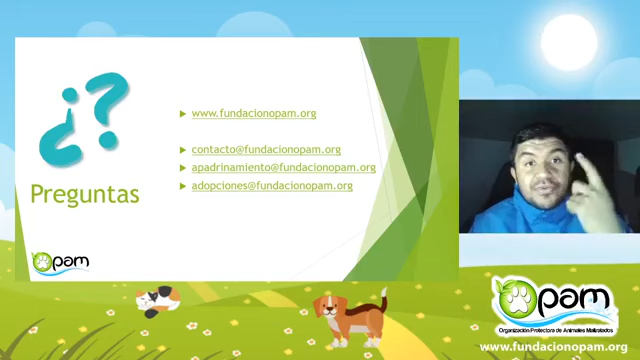 ¿?
Preguntas
www.fundacionopam.org
contacto@fundacionopam.org
apadrinamiento@fundacionopam.org
adopciones@fundacionopam.org
Opam
Opam
Organización Protectora de Animales Maltratados
www.fundacionopam.org